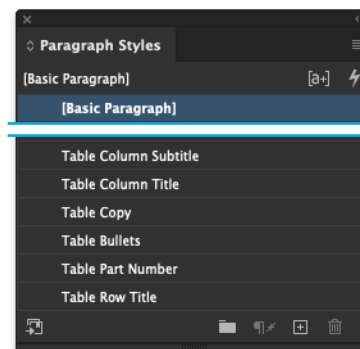 Paragraph Styles
[Basic Paragraph] [a+]
[Basic Paragraph]
Table Column Subtitle
Table Column Title
Table Copy
Table Bullets
Table Part Number
Table Row Title